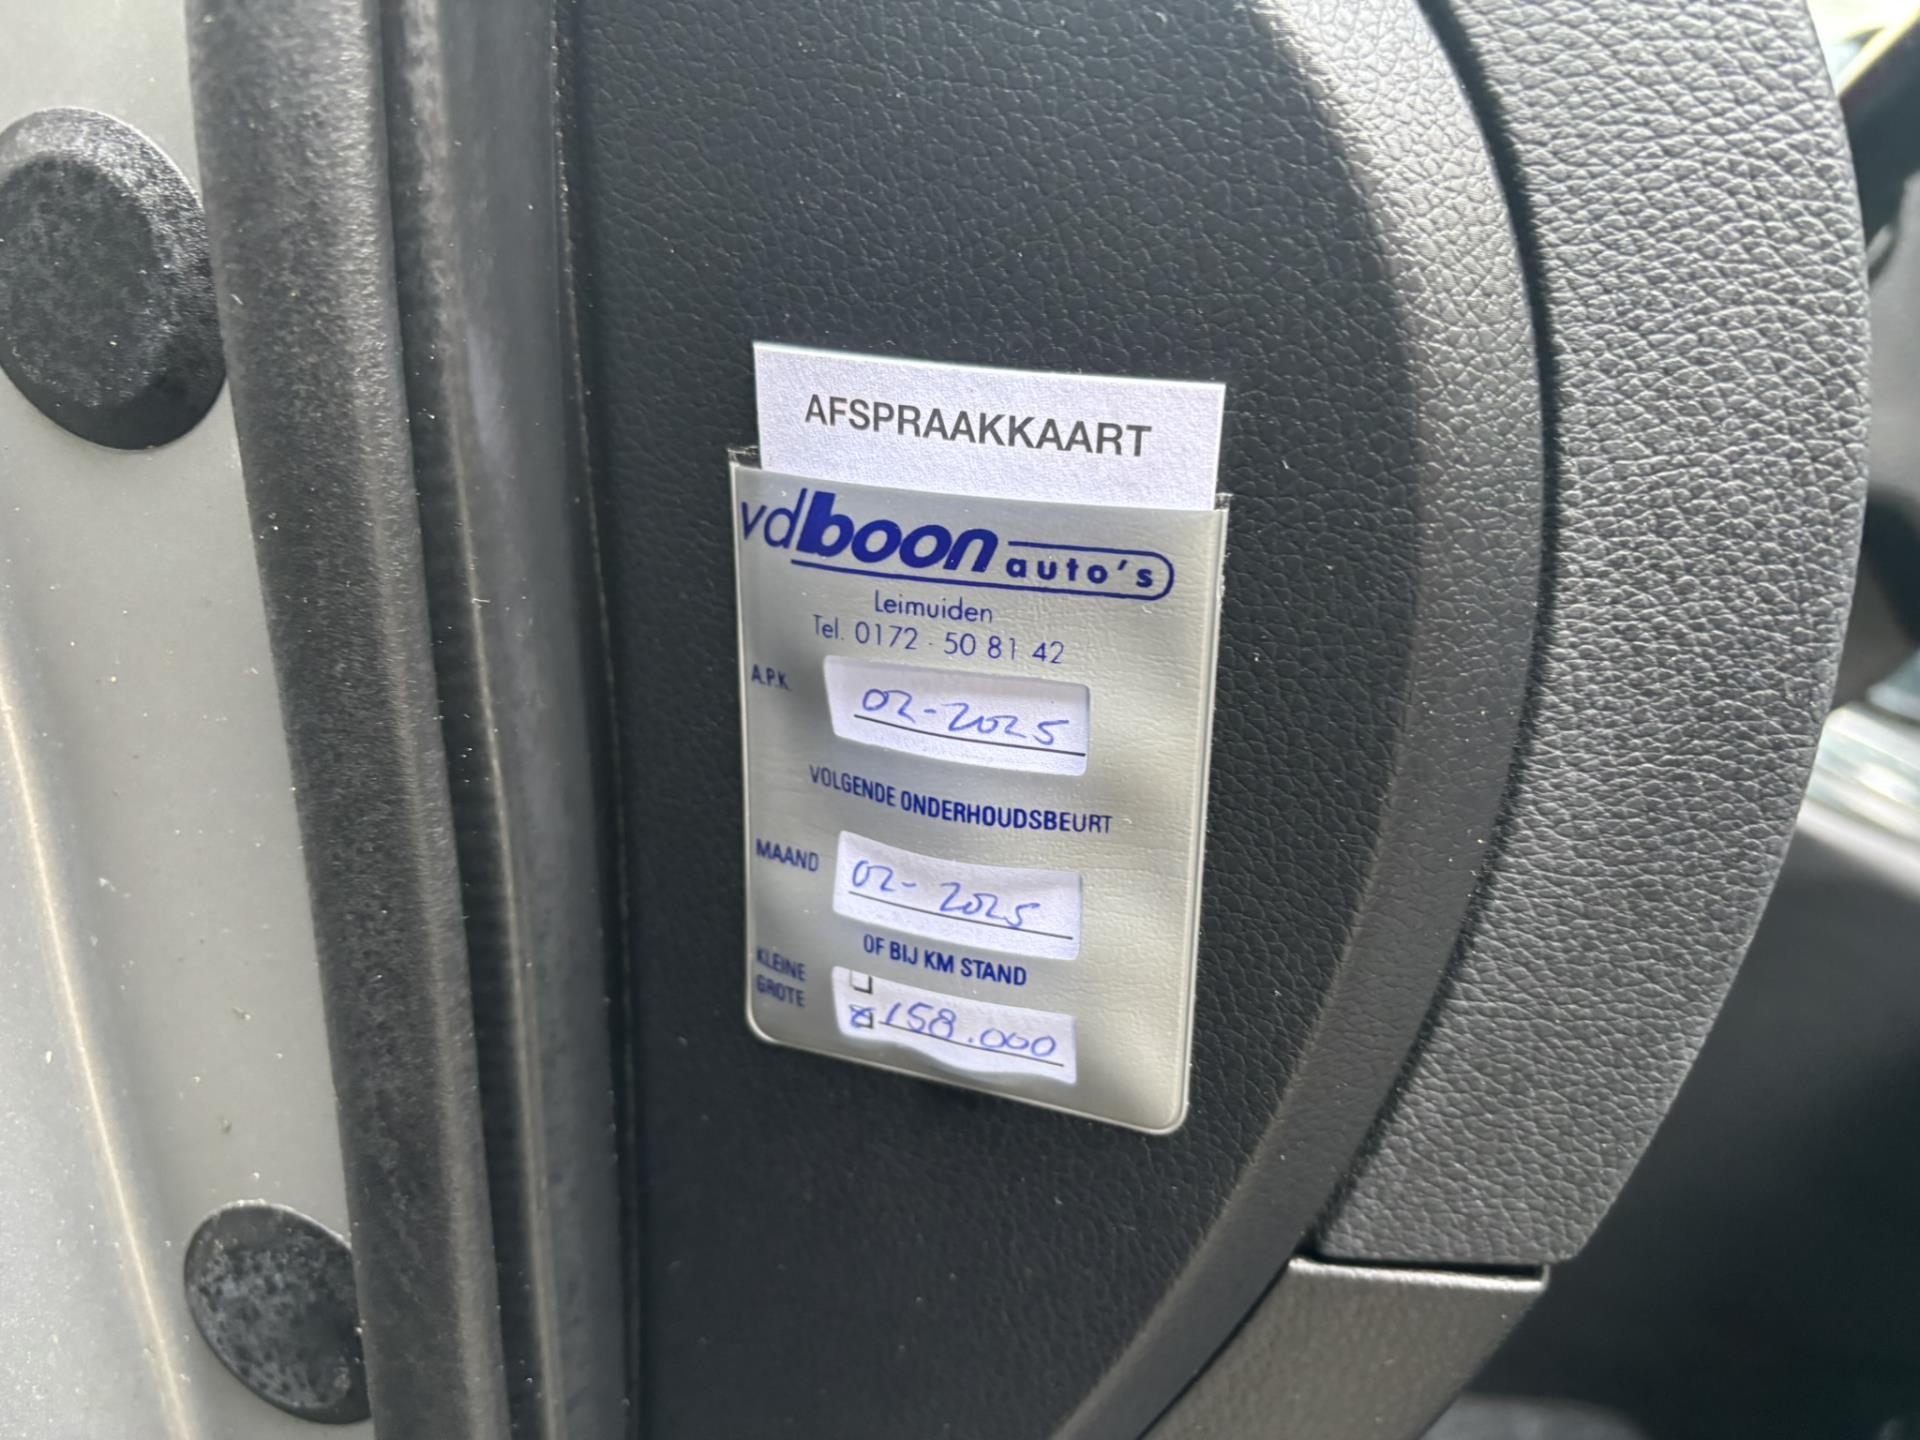 AFSPRAAKKAART
vdboon auto's
Leimuiden
Tel. 0172 - 50 81 42
A.P.K. 02-2025
VOLGENDE ONDERHOUDSBEURT
MAAND 02-2025
OF BIJ KM STAND
KLEINE
GROTE 158.000